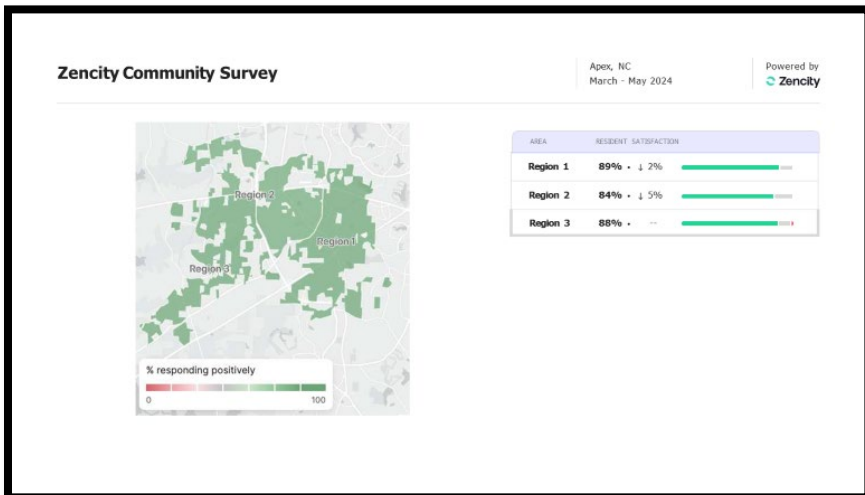 Zencity Community Survey
Apex, NC
March - May 2024
Powered by
Zencity
Region 2
Region 1
Region 3
% responding positively
0 100
AREA RESIDENT SATISFACTION
Region 1 89% • ↓ 2%
Region 2 84% • ↓ 5%
Region 3 88% • --